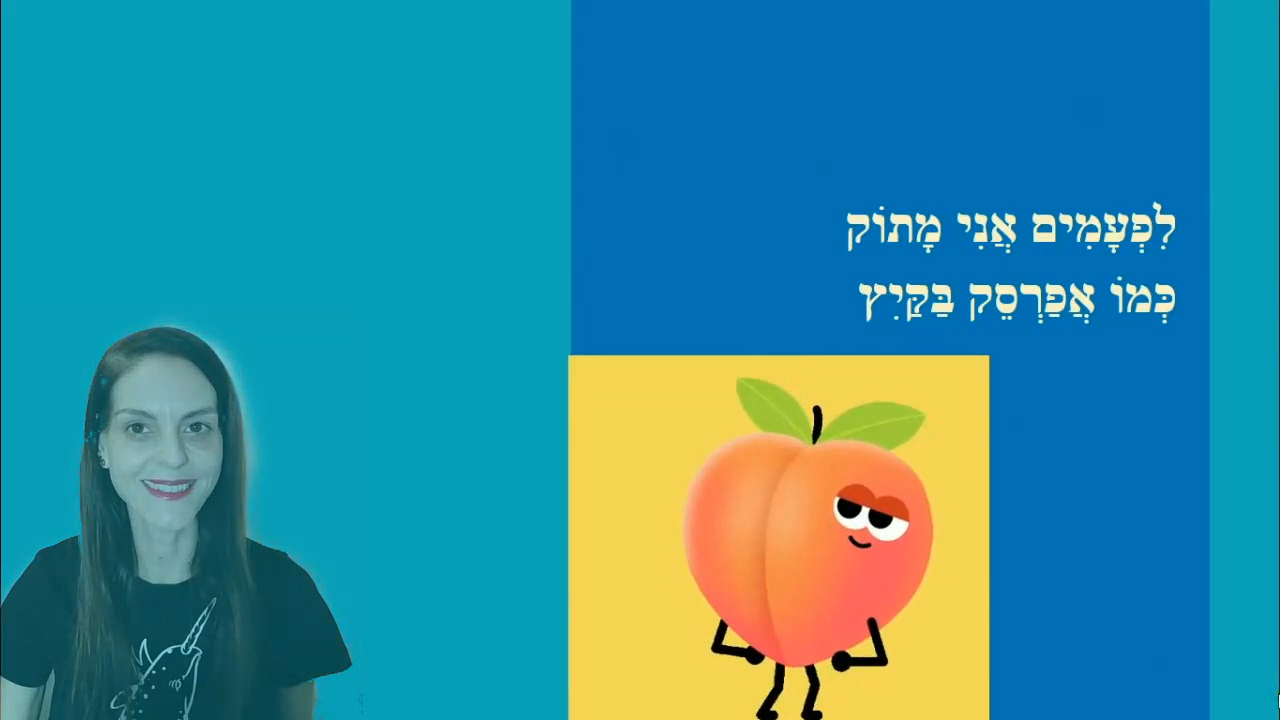 לִפְּעָמִים אֲנִי מָתוֹק
כְּמוֹ אֲפַרְסֵק בַּקַּיִץ